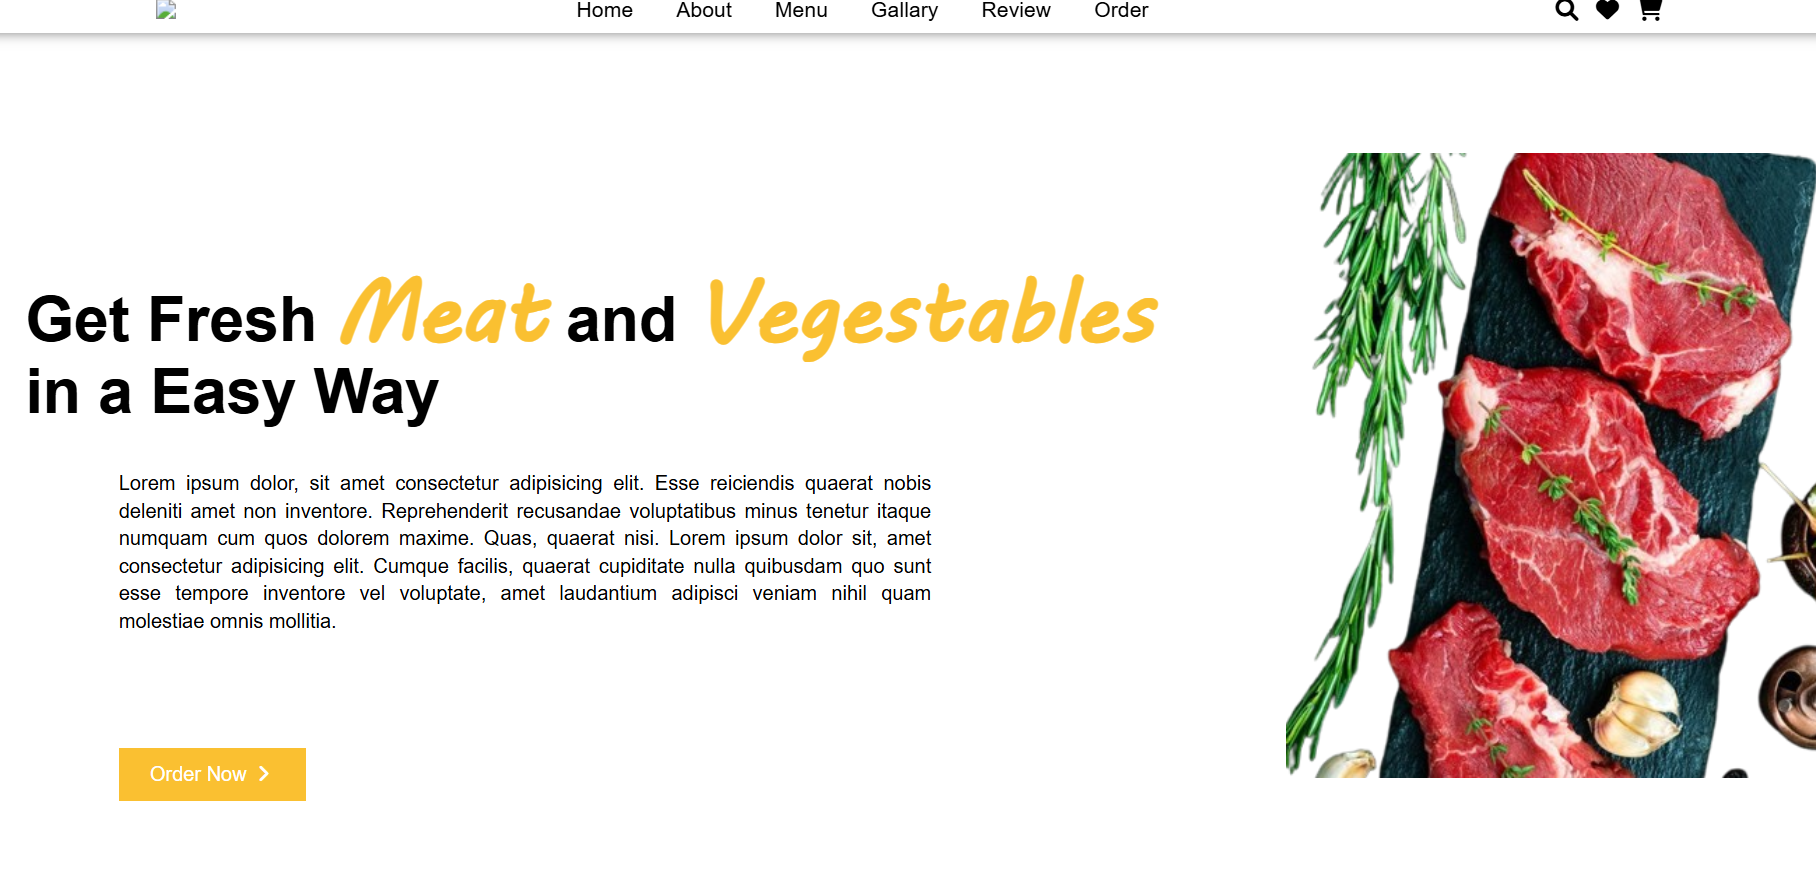 Home About Menu Gallary Review Order
Get Fresh Meat and Vegestables
in a Easy Way
Lorem ipsum dolor, sit amet consectetur adipisicing elit. Esse reiciendis quaerat nobis
deleniti amet non inventore. Reprehenderit recusandae voluptatibus minus tenetur itaque
numquam cum quos dolorem maxime. Quas, quaerat nisi. Lorem ipsum dolor sit, amet
consectetur adipisicing elit. Cumque facilis, quaerat cupiditate nulla quibusdam quo sunt
esse tempore inventore vel voluptate, amet laudantium adipisci veniam nihil quam
molestiae omnis mollitia.
Order Now